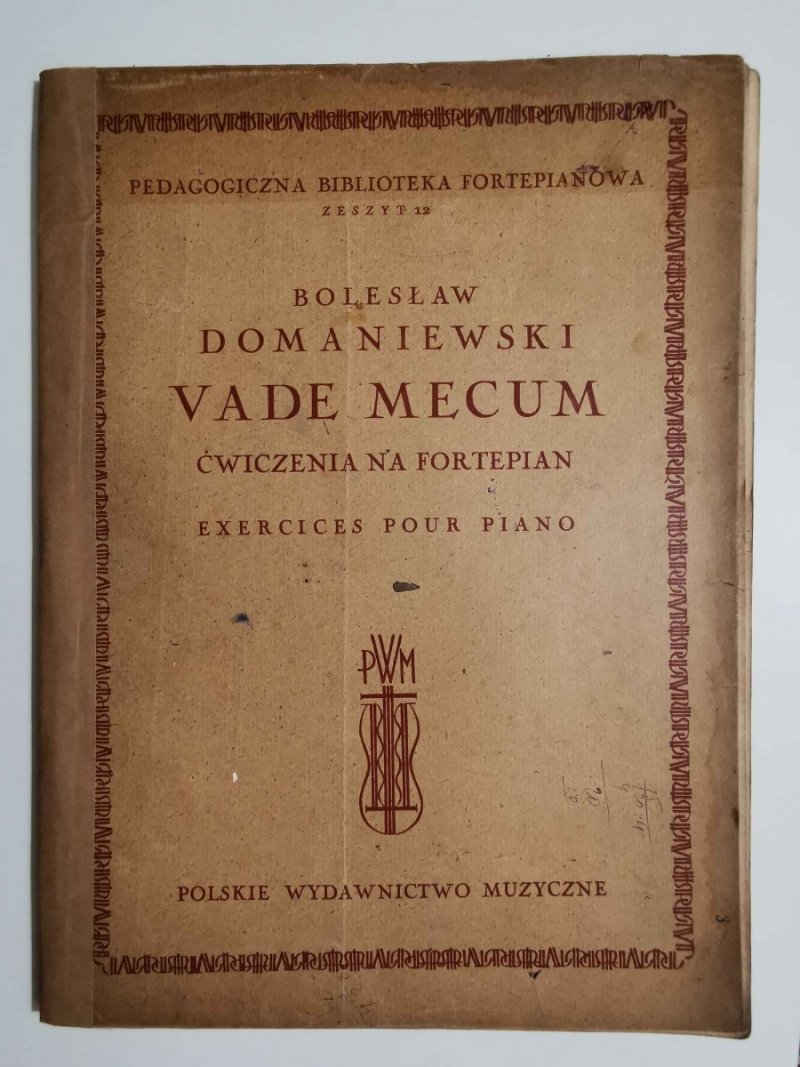 PEDAGOGICZNA BIBLIOTEKA FORTEPIANOWA
ZESZYT 12
BOLESŁAW
DOMANIEWSKI
VADE MECUM
ĆWICZENIA NA FORTEPIAN
EXERCICES POUR PIANO
PWM
POLSKIE WYDAWNICTWO MUZYCZNE
3